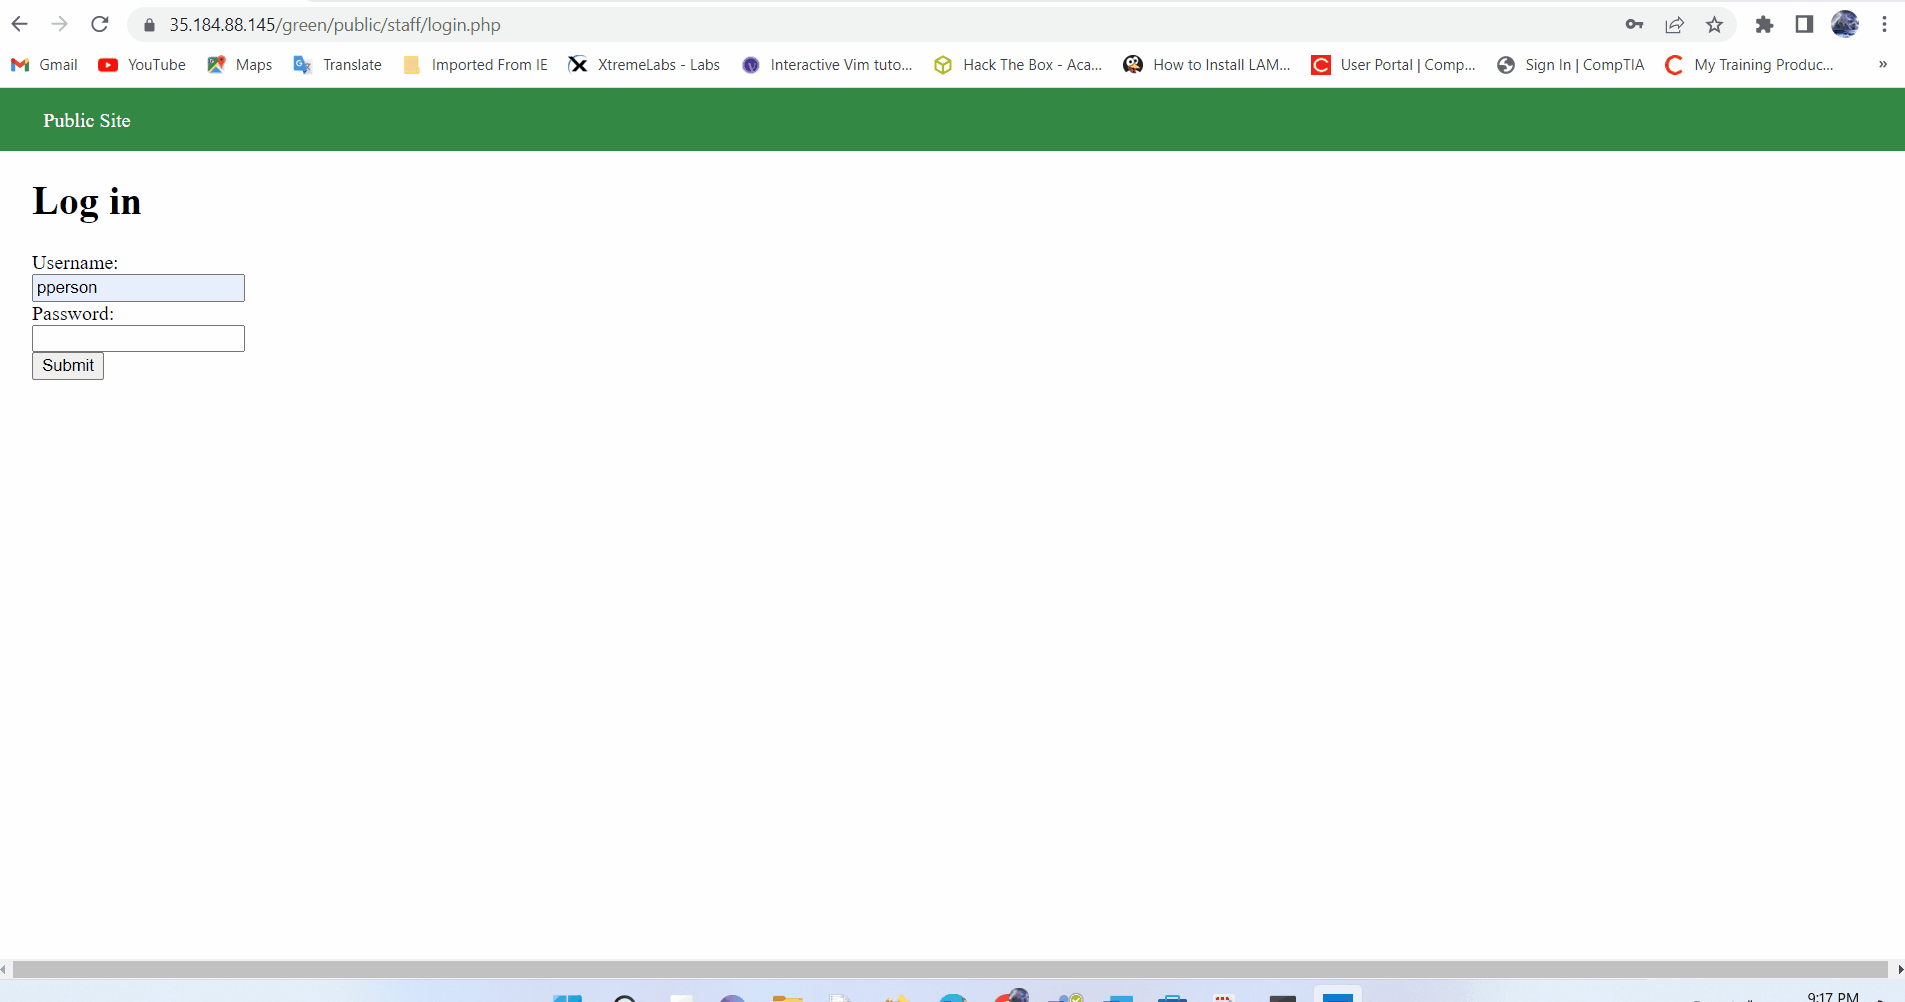 35.184.88.145/green/public/staff/login.php
Gmail YouTube Maps Translate Imported From IE XtremeLabs - Labs Interactive Vim tuto... Hack The Box - Aca... How to Install LAM... User Portal | Comp... Sign In | CompTIA My Training Produc... »
Public Site
Log in
Username:
pperson
Password:
Submit
9:17 PM